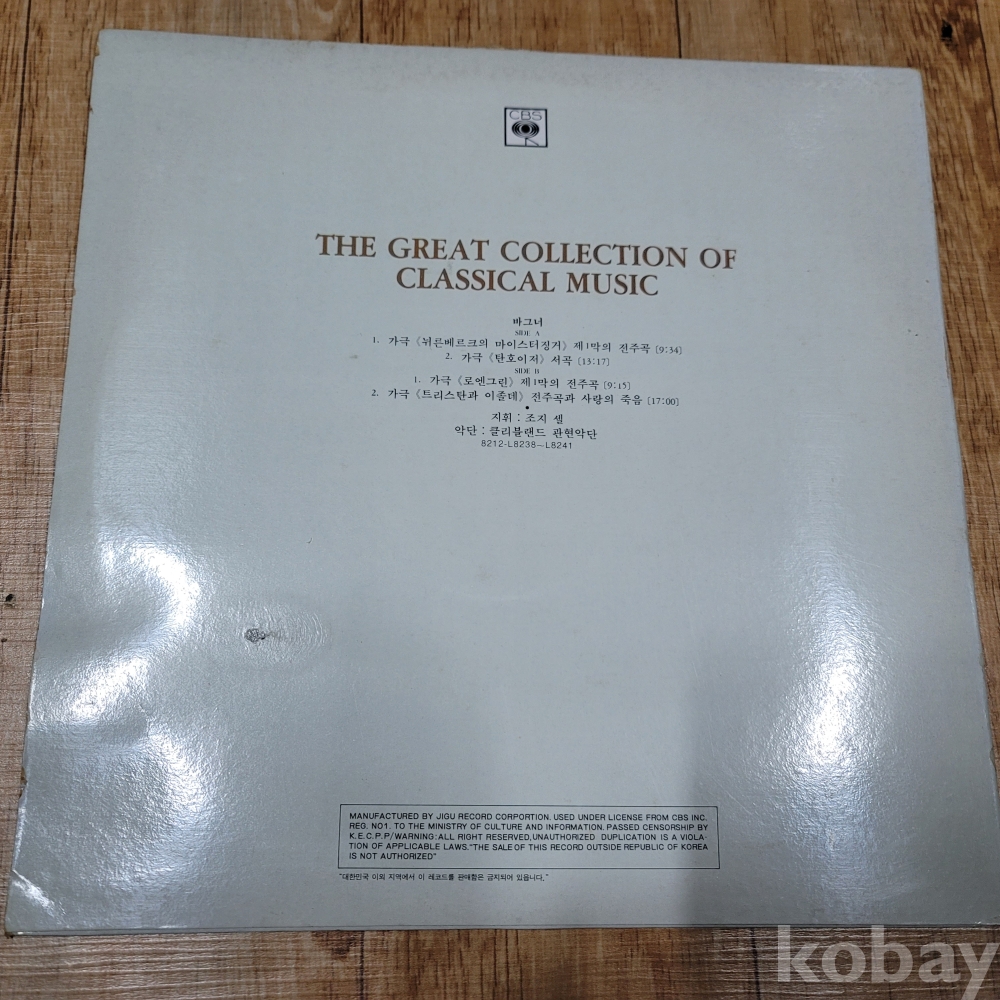 CBS
THE GREAT COLLECTION OF
CLASSICAL MUSIC
바그너
SIDE A
1. 가극《뉘른베르크의 마이스터징거》제1막의 전주곡 [9:34]
2. 가극《탄호이저》서곡 [13:17]
SIDE B
1. 가극《로엔그린》제1막의 전주곡 [9:15]
2. 가극《트리스탄과 이졸데》전주곡과 사랑의 죽음 [17:00]
지휘 : 조지 셀
악단 : 클리블랜드 관현악단
8212-L8238~L8241
MANUFACTURED BY JIGU RECORD CORPORTION. USED UNDER LICENSE FROM CBS INC.
REG. NO1. TO THE MINISTRY OF CULTURE AND INFORMATION. PASSED CENSORSHIP BY
K.E.C.P.P/WARNING: ALL RIGHT RESERVED, UNAUTHORIZED DUPLICATION IS A VIOLA-
TION OF APPLICABLE LAWS. "THE SALE OF THIS RECORD OUTSIDE REPUBLIC OF KOREA
IS NOT AUTHORIZED"
"대한민국 이외 지역에서 이 레코드를 판매함은 금지되어 있읍니다."
kobay